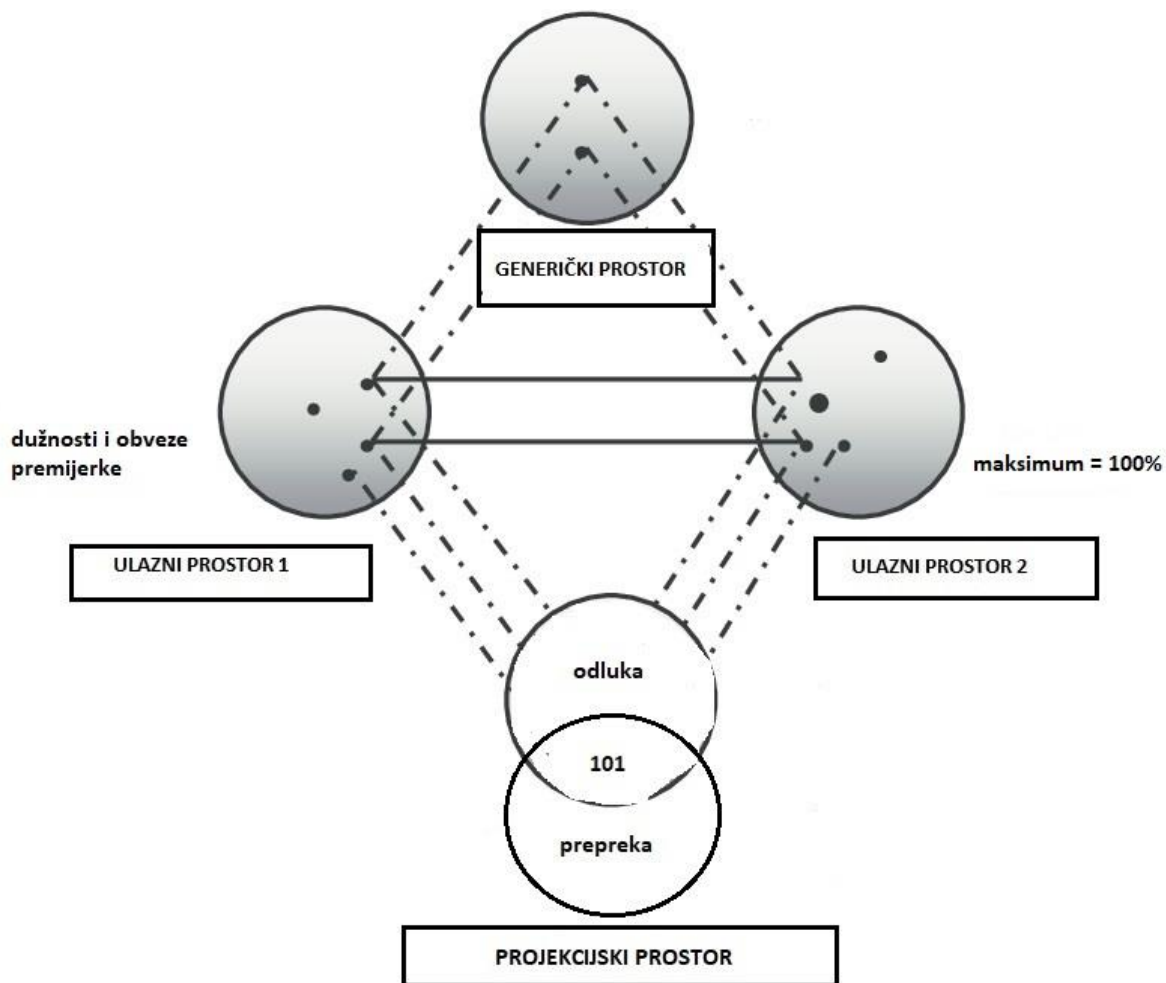 GENERIČKI PROSTOR
dužnosti i obveze
premijerke
maksimum = 100%
ULAZNI PROSTOR 1
ULAZNI PROSTOR 2
odluka
101
prepreka
PROJEKCIJSKI PROSTOR